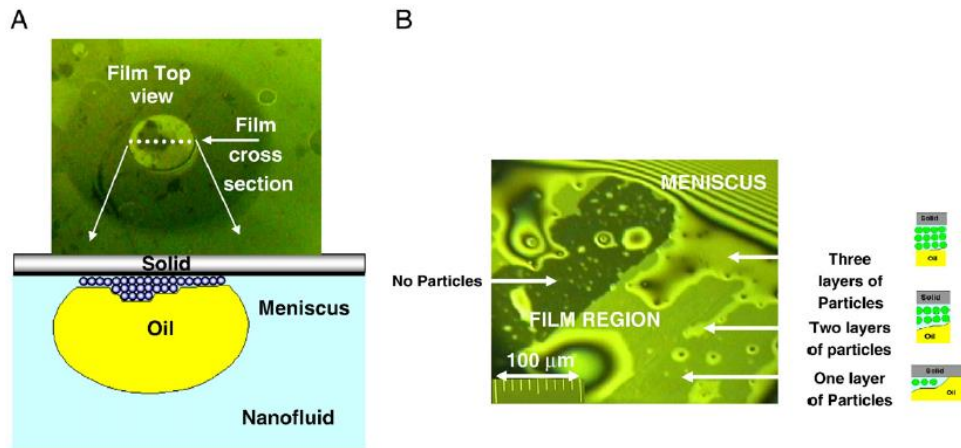 A
Film Top
view
Film
cross
section
Solid
Meniscus
Oil
Nanofluid
B
MENISCUS
No Particles
FILM REGION
100 μm
Three
layers of
Particles
Two layers
of particles
One layer
of Particles
Solid
Oil
Solid
Oil
Solid
Oil